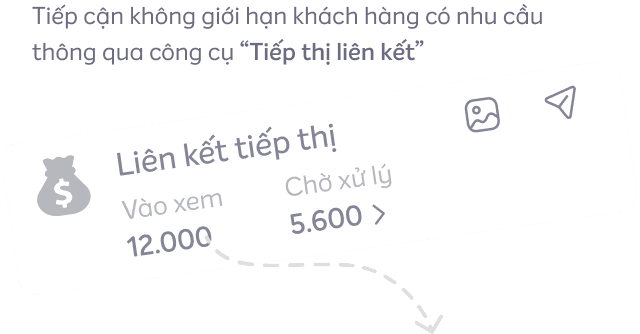 Tiếp cận không giới hạn khách hàng có nhu cầu
thông qua công cụ “Tiếp thị liên kết”
Liên kết tiếp thị
$
Vào xem
Chờ xử lý
12.000
5.600